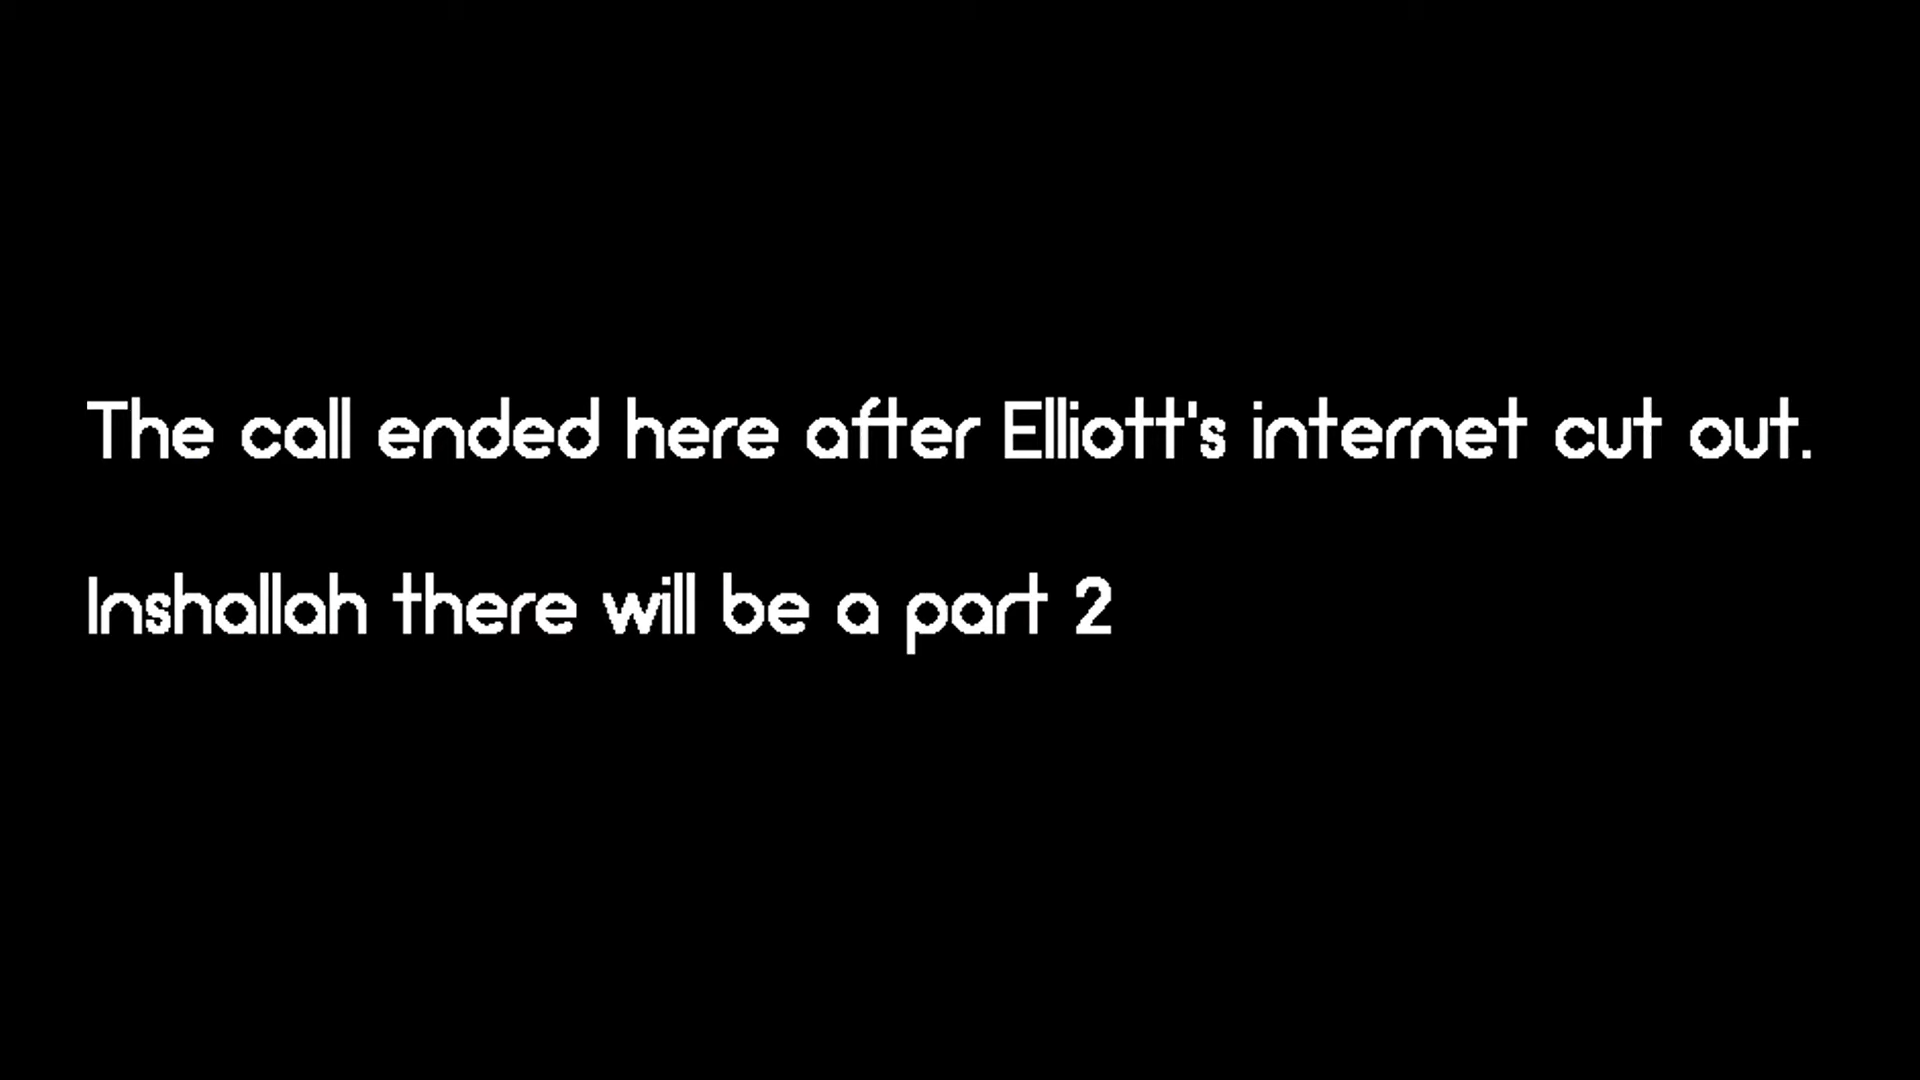 The call ended here after Elliott's internet cut out.
Inshallah there will be a part 2